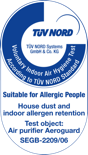 TÜV NORD
TÜV NORD Systems
GmbH & Co. KG
Voluntary Indoor Air Hygiene Test
According to TÜV NORD Standard
Suitable for Allergic People
House dust and
indoor allergen retention
Test object:
Air purifier Aeroguard
SEGB-2209/06